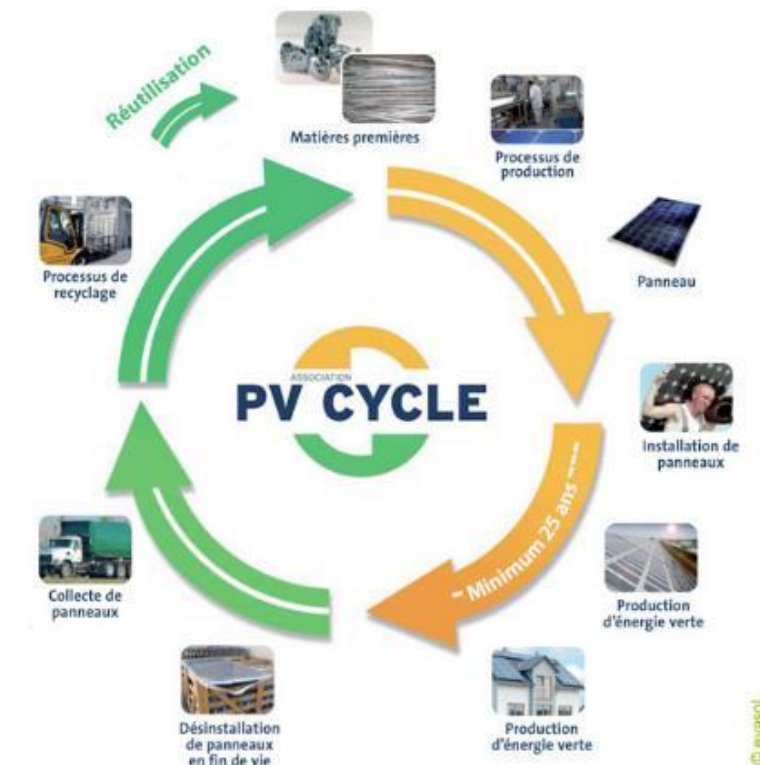 Réutilisation
Matières premières
Processus de
production
Panneau
Installation de
panneaux
Minimum 25 ans
Production
d'énergie verte
Production
d'énergie verte
Désinstallation
de panneaux
en fin de vie
Collecte de
panneaux
Processus de
recyclage
ASSOCIATION
PV CYCLE
© evasol